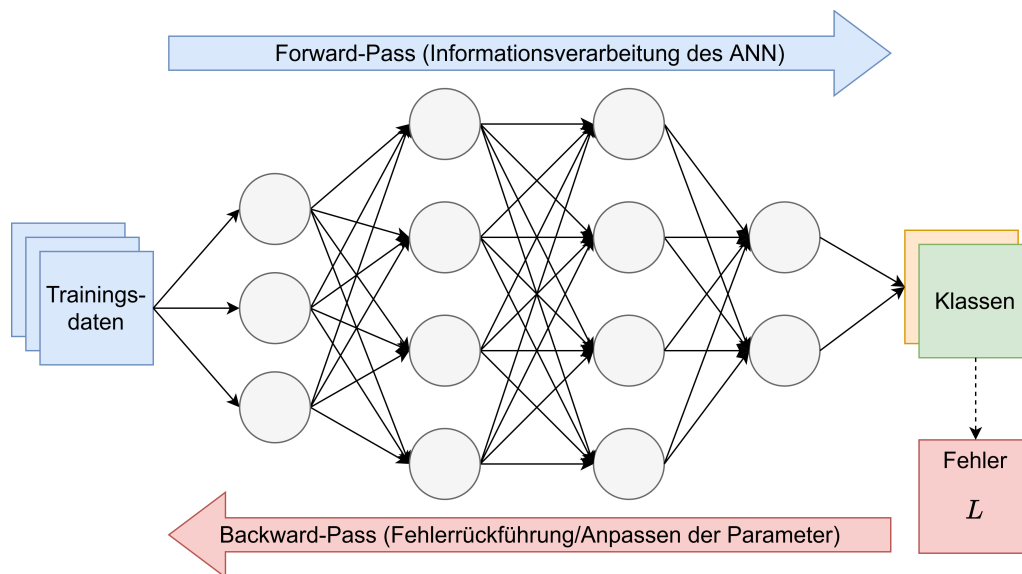 Forward-Pass (Informationsverarbeitung des ANN)
Trainings-
daten
Klassen
Fehler
L
Backward-Pass (Fehlerrückführung/Anpassen der Parameter)